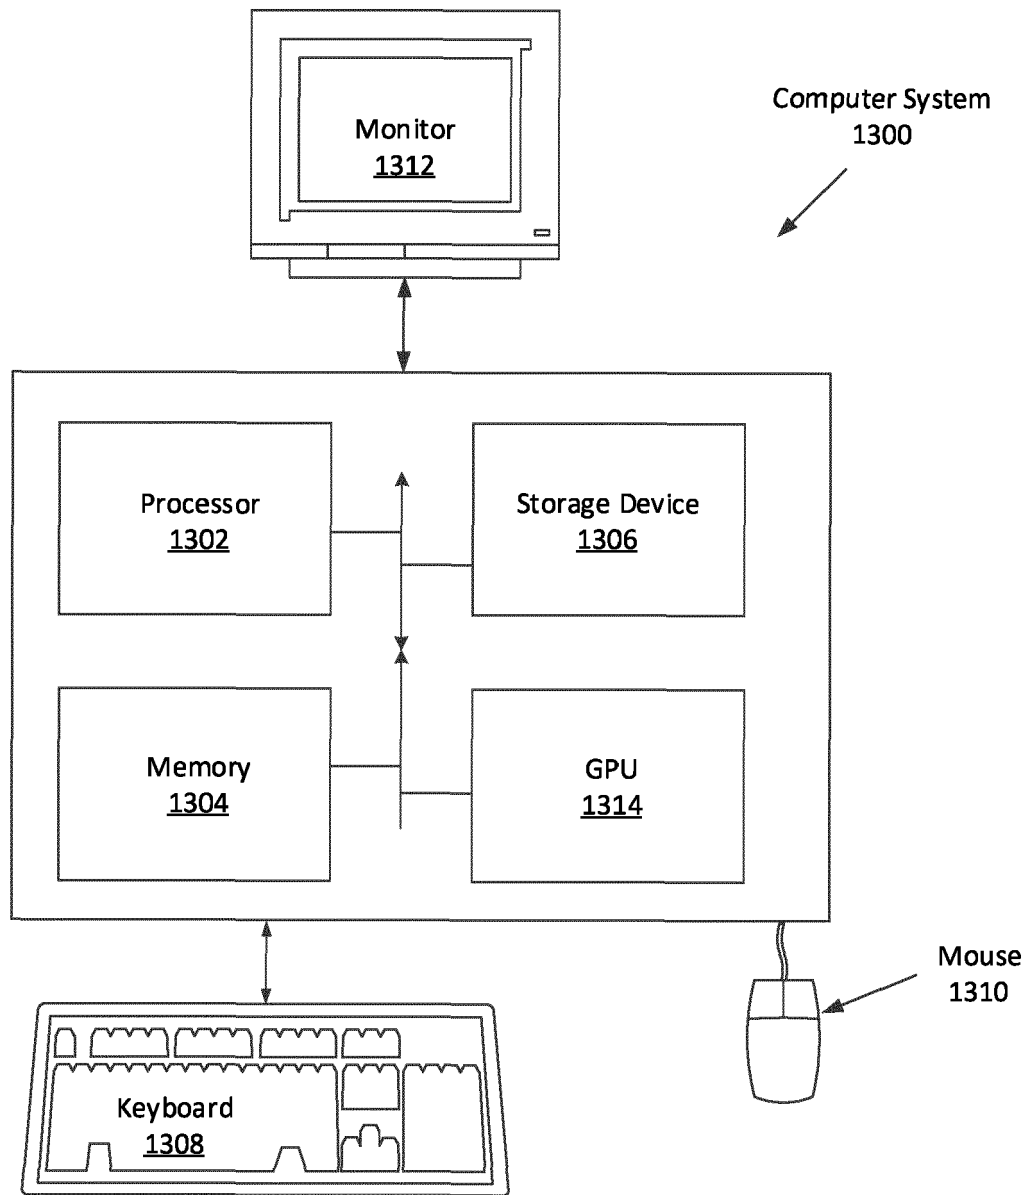 Monitor
1312
Computer System
1300
Processor
1302
Storage Device
1306
Memory
1304
GPU
1314
Mouse
1310
Keyboard
1308